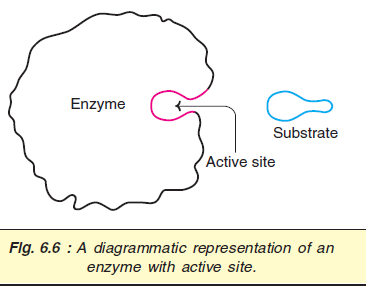 Enzyme
Substrate
Active site
Fig. 6.6 : A diagrammatic representation of an
enzyme with active site.